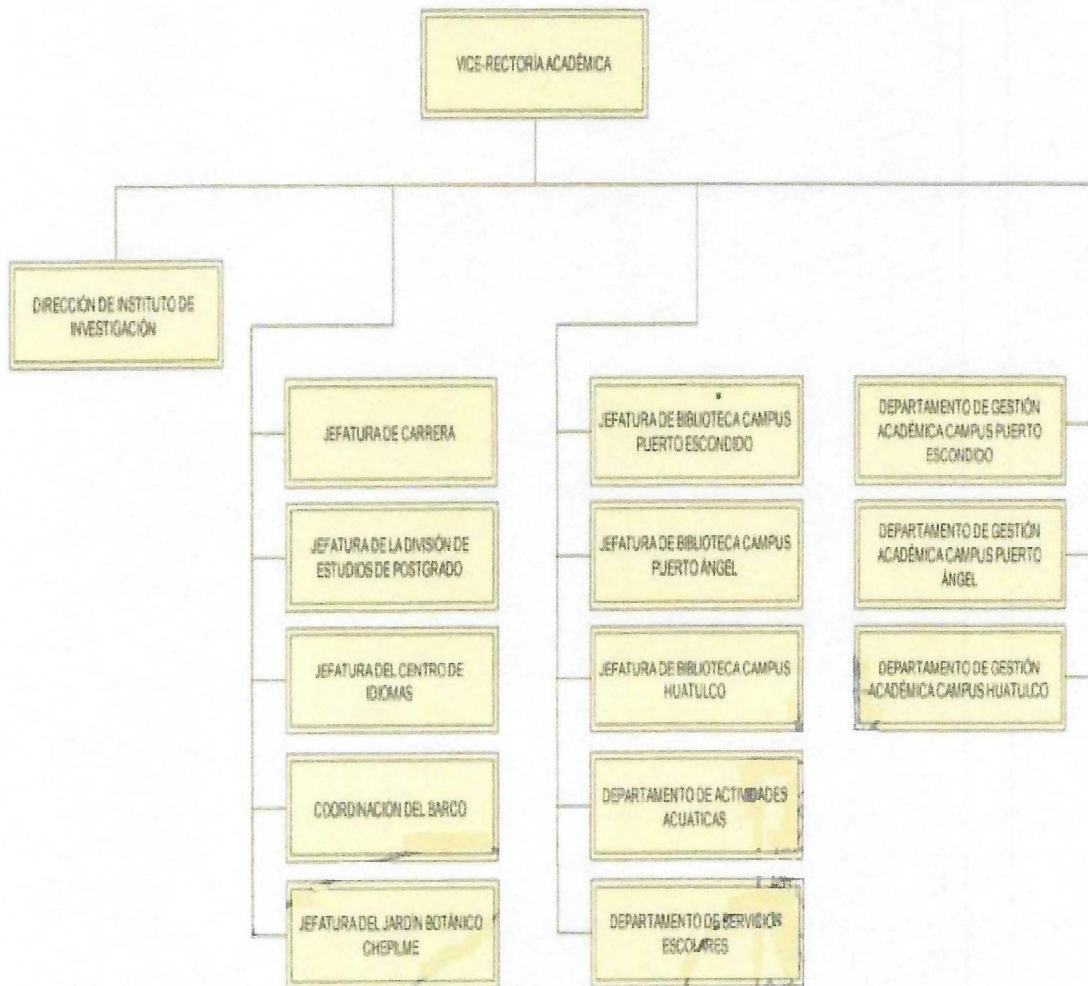 VICE-RECTORÍA ACADÉMICA
DIRECCIÓN DE INSTITUTO DE
INVESTIGACIÓN
JEFATURA DE CARRERA
JEFATURA DE LA DIVISIÓN DE
ESTUDIOS DE POSTGRADO
JEFATURA DEL CENTRO DE
IDIOMAS
COORDINACION DEL BARCO
JEFATURA DEL JARDÍN BOTÁNICO
CHEPILME
JEFATURA DE BIBLIOTECA CAMPUS
PUERTO ESCONDIDO
JEFATURA DE BIBLIOTECA CAMPUS
PUERTO ÁNGEL
JEFATURA DE BIBLIOTECA CAMPUS
HUATULCO
DEPARTAMENTO DE ACTIVIDADES
ACUATICAS
DEPARTAMENTO DE SERVICIOS
ESCOLARES
DEPARTAMENTO DE GESTIÓN
ACADÉMICA CAMPUS PUERTO
ESCONDIDO
DEPARTAMENTO DE GESTIÓN
ACADÉMICA CAMPUS PUERTO
ÁNGEL
DEPARTAMENTO DE GESTIÓN
ACADÉMICA CAMPUS HUATULCO